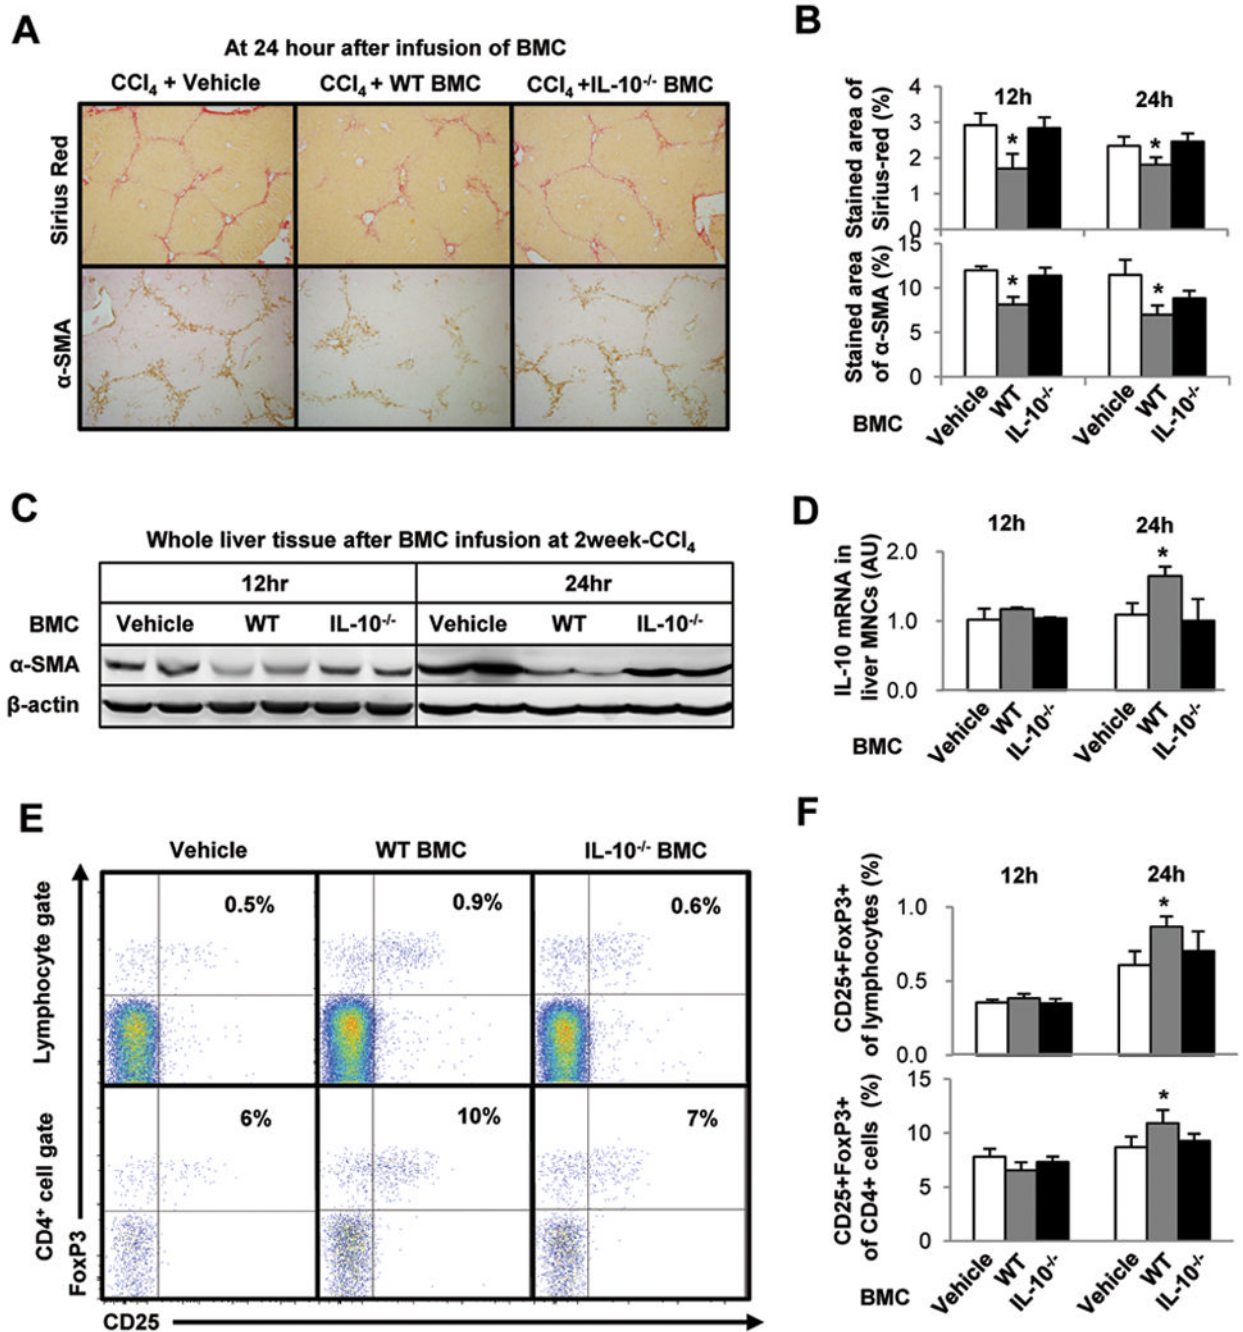 A
At 24 hour after infusion of BMC
CCl₄ + Vehicle
CCl₄ + WT BMC
CCl₄ +IL-10⁻/⁻ BMC
Sirius Red
α-SMA
B
12h
24h
Stained area of
Sirius-red (%)
4
3
2
1
0
Stained area
of α-SMA (%)
15
10
5
0
BMC
Vehicle
WT
IL-10⁻/⁻
Vehicle
WT
IL-10⁻/⁻
*
*
*
*
C
Whole liver tissue after BMC infusion at 2week-CCl₄
12hr
24hr
BMC
Vehicle
WT
IL-10⁻/⁻
Vehicle
WT
IL-10⁻/⁻
α-SMA
β-actin
D
12h
24h
*
IL-10 mRNA in
liver MNCs (AU)
2.0
1.0
0.0
BMC
Vehicle
WT
IL-10⁻/⁻
Vehicle
WT
IL-10⁻/⁻
E
Vehicle
WT BMC
IL-10⁻/⁻ BMC
Lymphocyte gate
0.5%
0.9%
0.6%
CD4⁺ cell gate
6%
10%
7%
FoxP3
CD25
F
12h
24h
*
CD25+FoxP3+
of lymphocytes (%)
1.0
0.5
0.0
*
CD25+FoxP3+
of CD4+ cells (%)
15
10
5
0
BMC
Vehicle
WT
IL-10⁻/⁻
Vehicle
WT
IL-10⁻/⁻